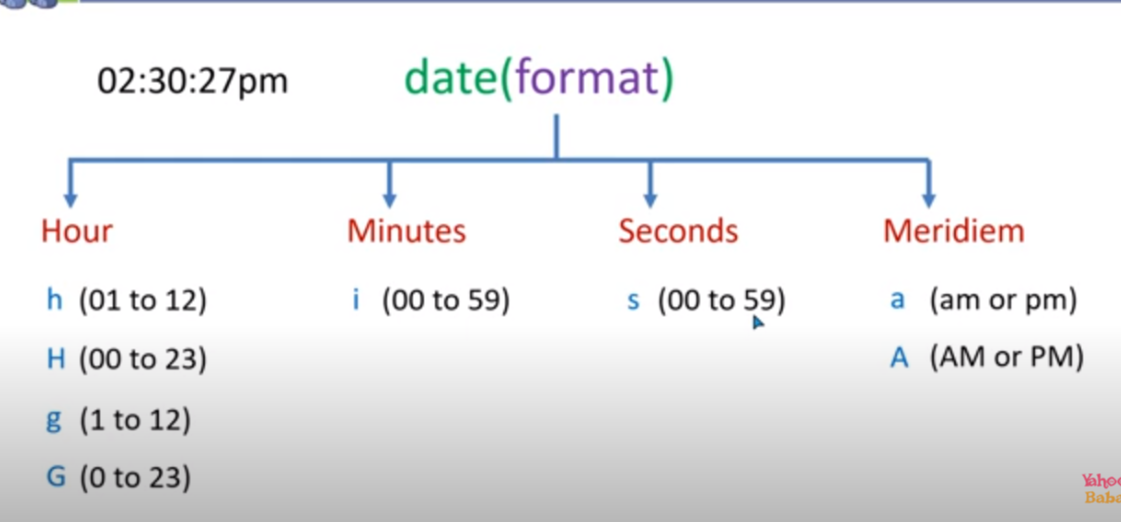 02:30:27pm date(format)
Hour Minutes Seconds Meridiem
h (01 to 12) i (00 to 59) s (00 to 59) a (am or pm)
H (00 to 23) A (AM or PM)
g (1 to 12)
G (0 to 23)